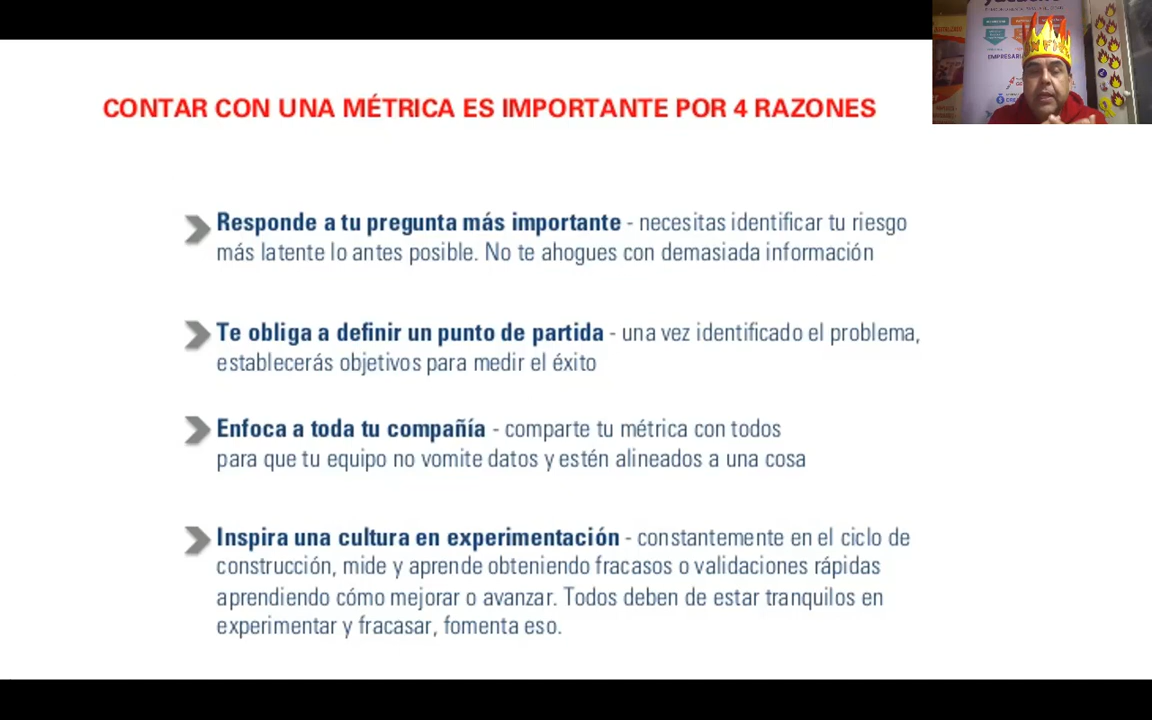 CONTAR CON UNA MÉTRICA ES IMPORTANTE POR 4 RAZONES
Responde a tu pregunta más importante - necesitas identificar tu riesgo
más latente lo antes posible. No te ahogues con demasiada información
Te obliga a definir un punto de partida - una vez identificado el problema,
establecerás objetivos para medir el éxito
Enfoca a toda tu compañía - comparte tu métrica con todos
para que tu equipo no vomite datos y estén alineados a una cosa
Inspira una cultura en experimentación - constantemente en el ciclo de
construcción, mide y aprende obteniendo fracasos o validaciones rápidas
aprendiendo cómo mejorar o avanzar. Todos deben de estar tranquilos en
experimentar y fracasar, fomenta eso.